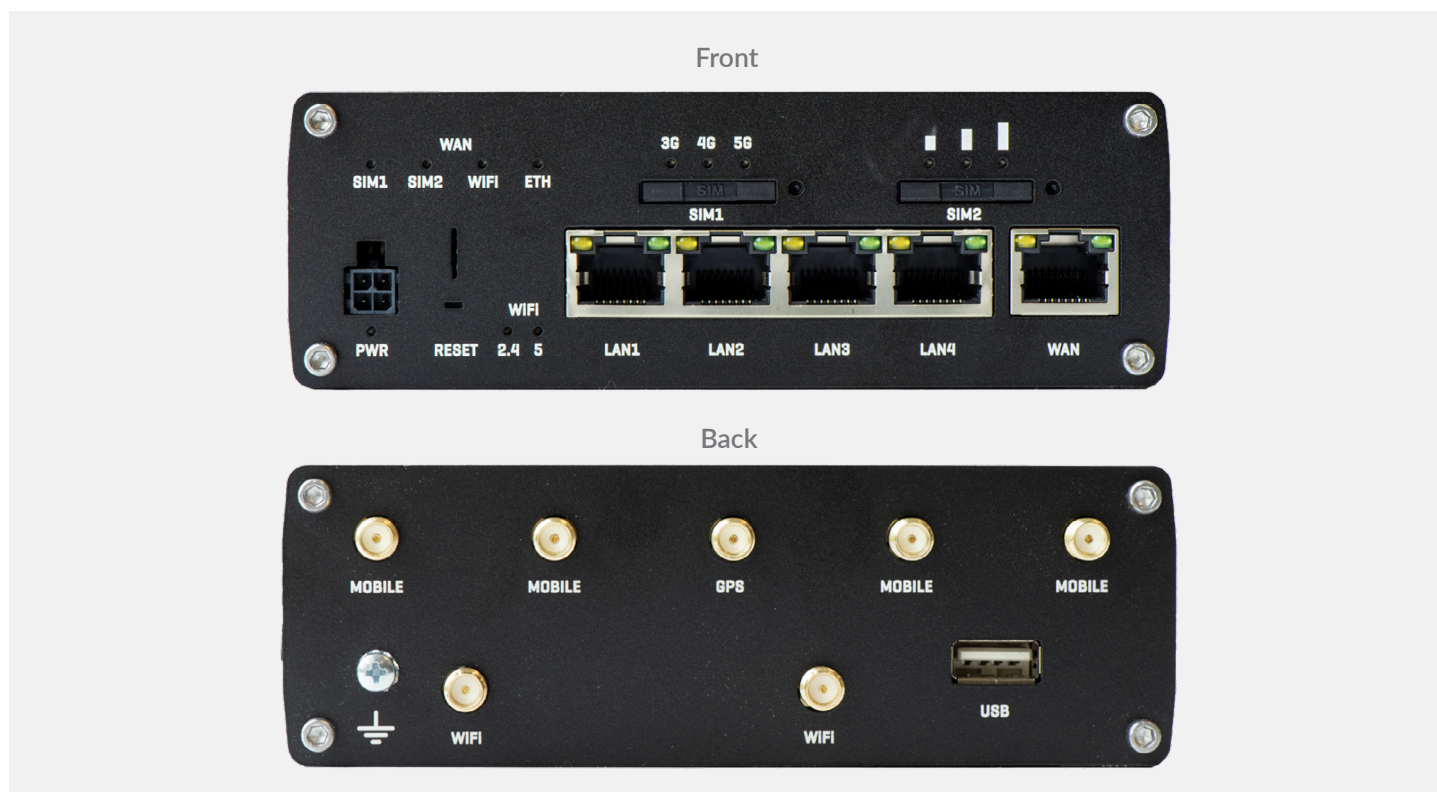 Front
WAN
3G 4G 5G
SIM1 SIM2 WIFI ETH
SIM SIM
SIM1 SIM2
WIFI
PWR RESET 2.4 5 LAN1 LAN2 LAN3 LAN4 WAN
Back
MOBILE MOBILE GPS MOBILE MOBILE
USB
WIFI WIFI